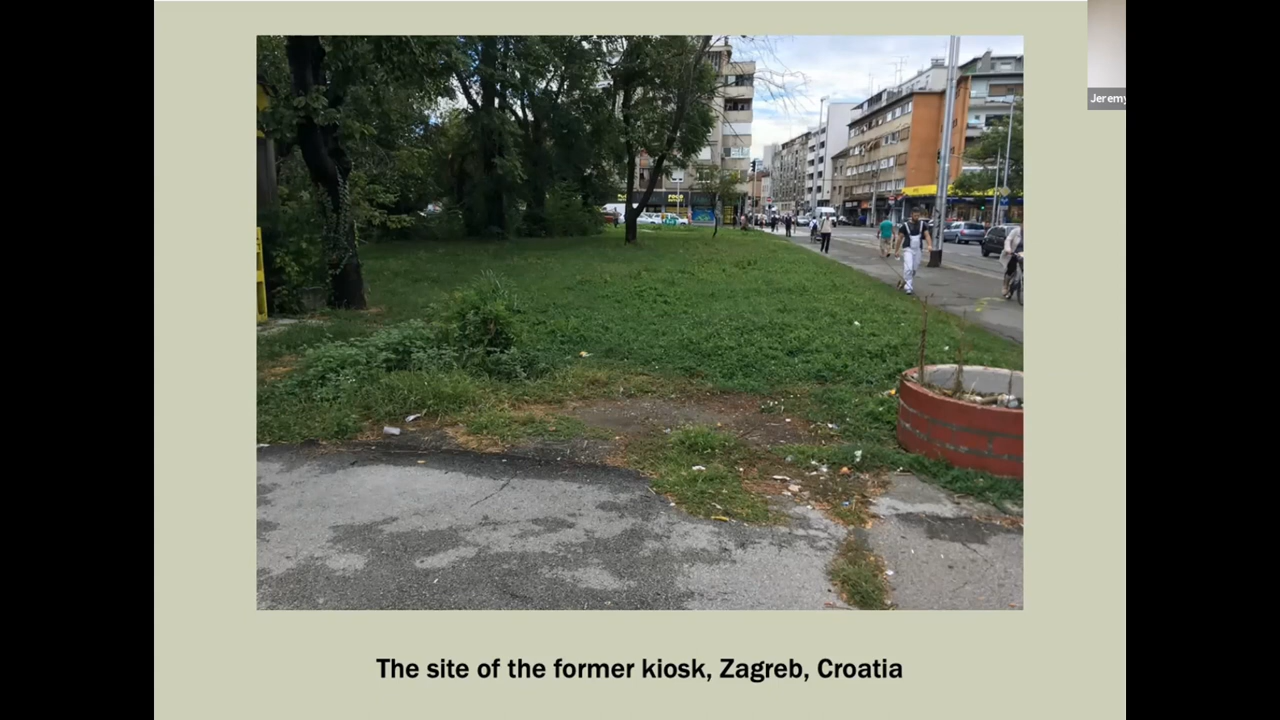 Jeremy
The site of the former kiosk, Zagreb, Croatia